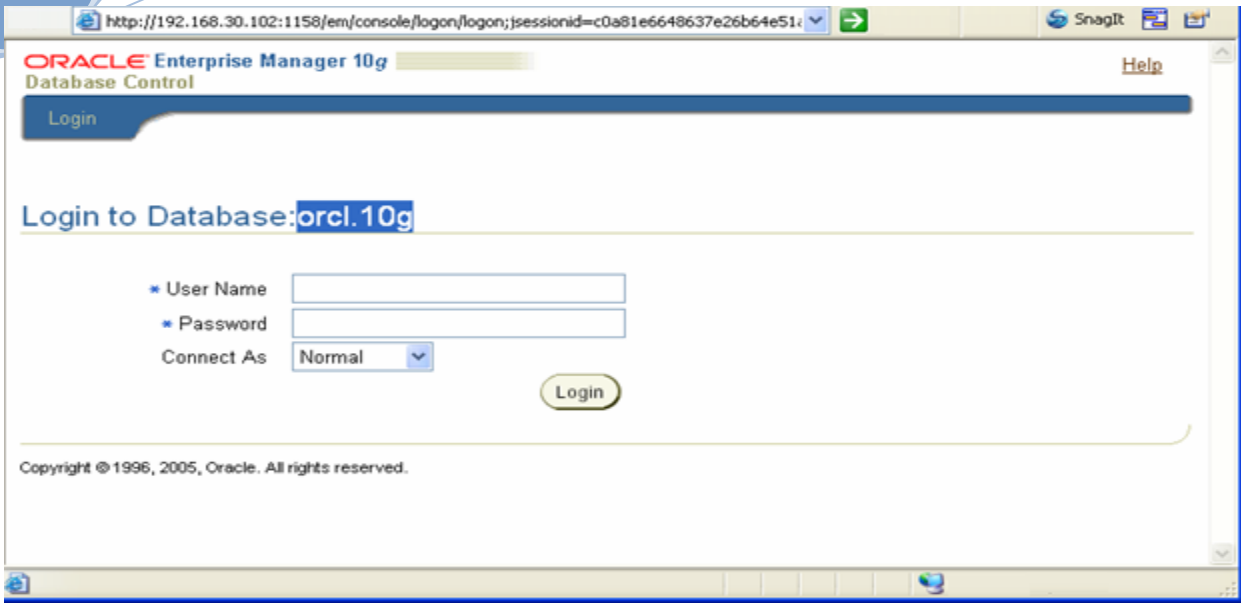 http://192.168.30.102:1158/em/console/logon/logon;jsessionid=c0a81e6648637e26b64e51a
SnagIt
ORACLE Enterprise Manager 10g
Database Control
Help
Login
Login to Database:orcl.10g
* User Name
* Password
Connect As Normal
Login
Copyright © 1996, 2005, Oracle. All rights reserved.